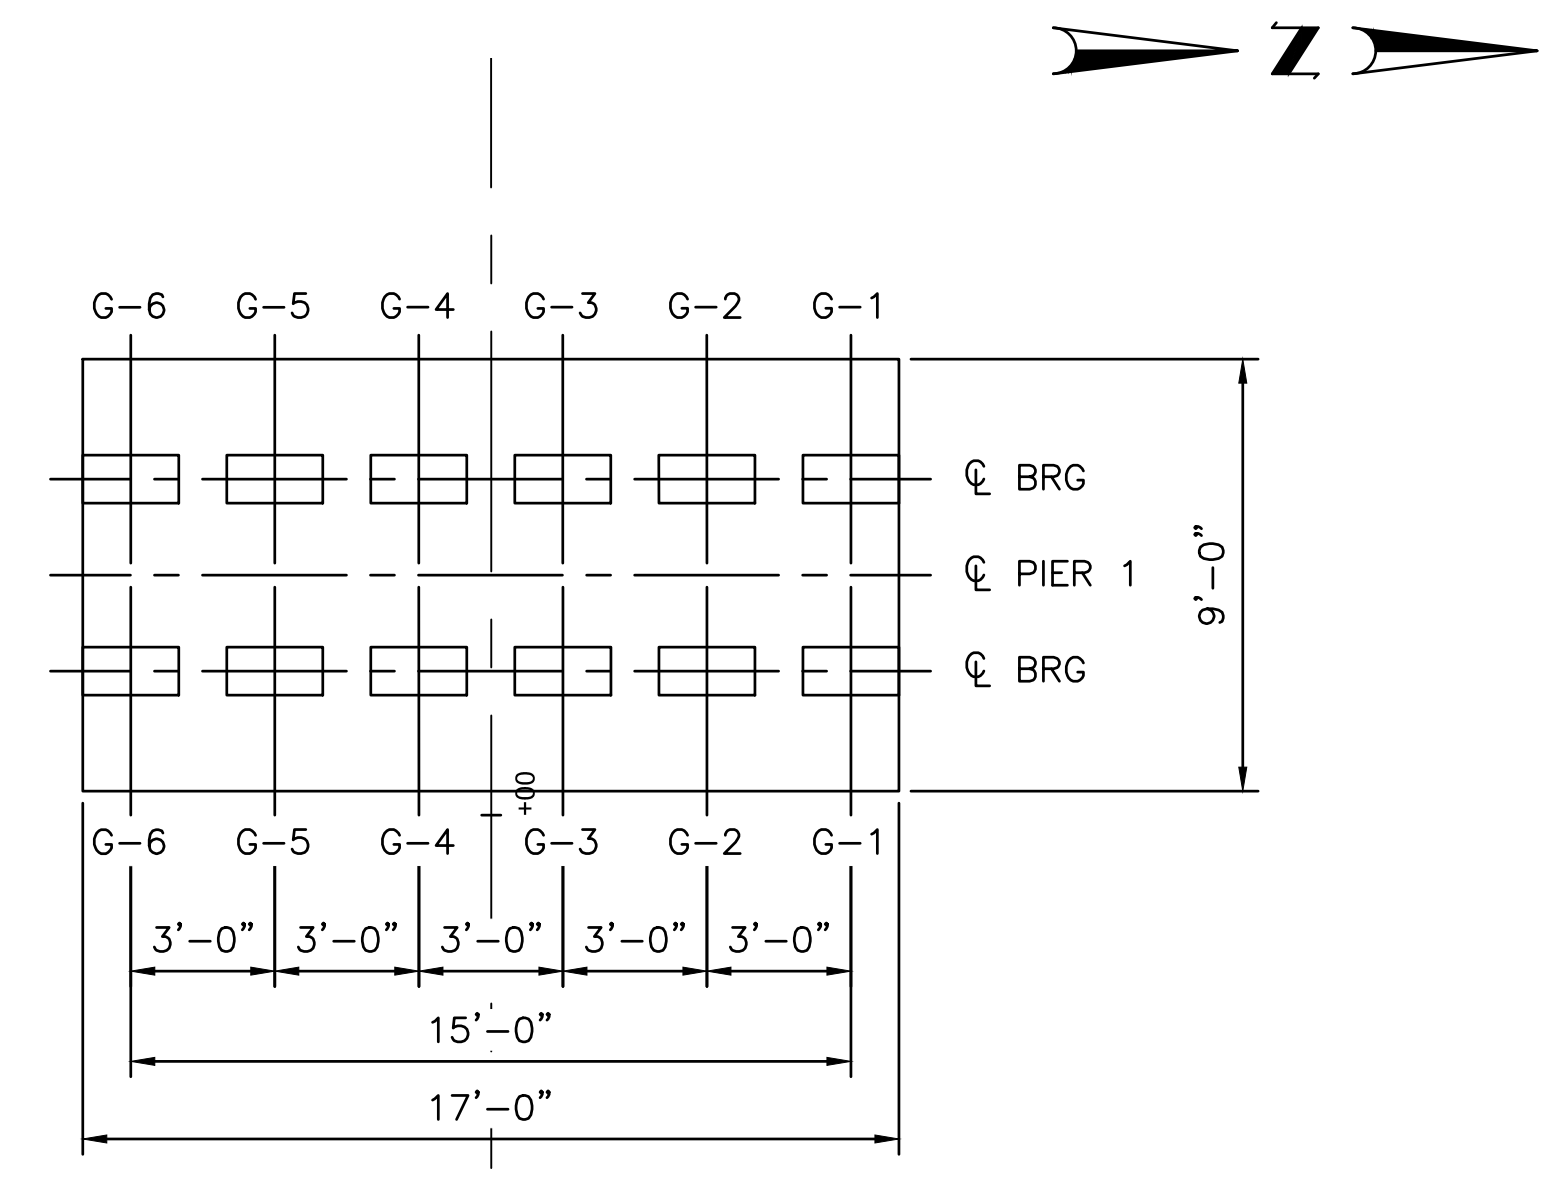 N
G-6 G-5 G-4 G-3 G-2 G-1
℄ BRG
℄ PIER 1
9'-0"
℄ BRG
+00
G-6 G-5 G-4 G-3 G-2 G-1
3'-0" 3'-0" 3'-0" 3'-0" 3'-0"
15'-0"
17'-0"